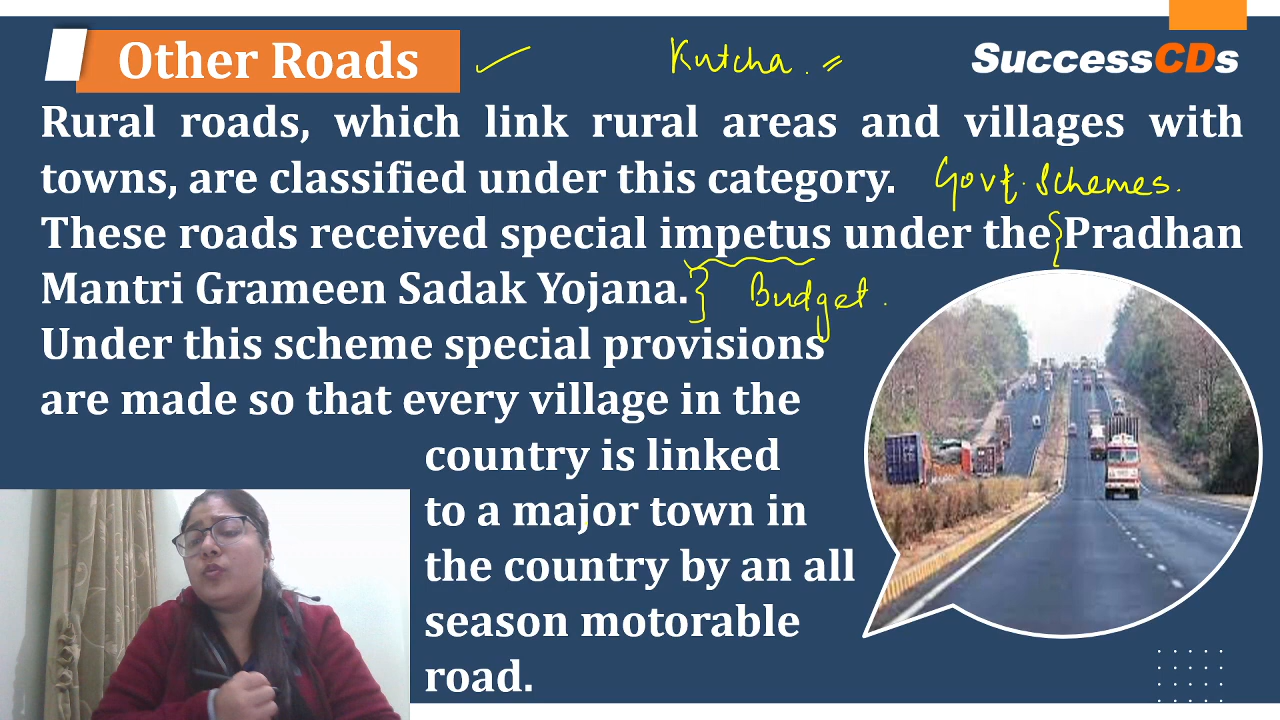 Other Roads
Kutcha. =
SuccessCDs
Rural roads, which link rural areas and villages with
towns, are classified under this category.
Govt. Schemes.
These roads received special impetus under the { Pradhan
Mantri Grameen Sadak Yojana. }
Budget.
Under this scheme special provisions
are made so that every village in the
country is linked
to a major town in
the country by an all
season motorable
road.